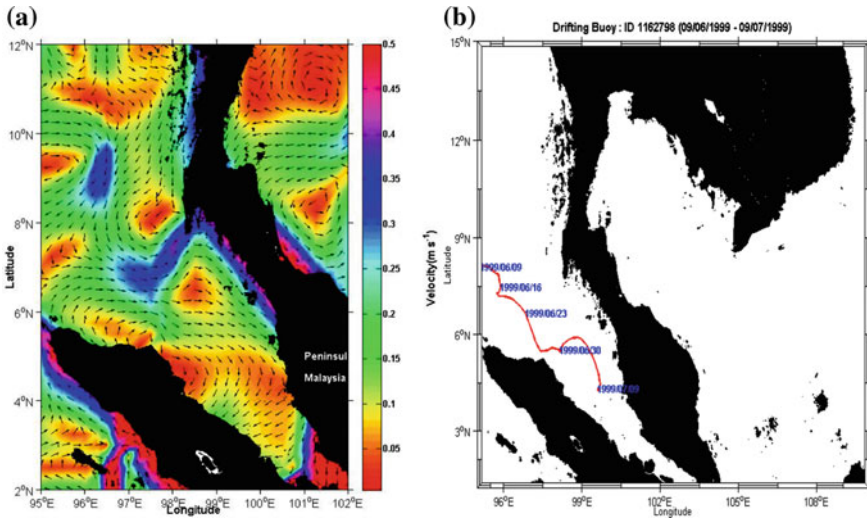 (a)
12°N
10°N
8°N
6°N
4°N
2°N
Latitude
95°E 96°E 97°E 98°E 99°E 100°E 101°E 102°E
Longitude
Peninsul
Malaysia
0.5
0.45
0.4
0.35
0.3
0.25
0.2
0.15
0.1
0.05
Velocity(m s⁻¹)
(b)
Drifting Buoy : ID 1162798 (09/06/1999 - 09/07/1999)
15°N
12°N
9°N
6°N
3°N
Latitude
1999/06/09
1999/06/16
1999/06/23
1999/06/30
1999/07/09
96°E 99°E 102°E 105°E 108°E
Longitude